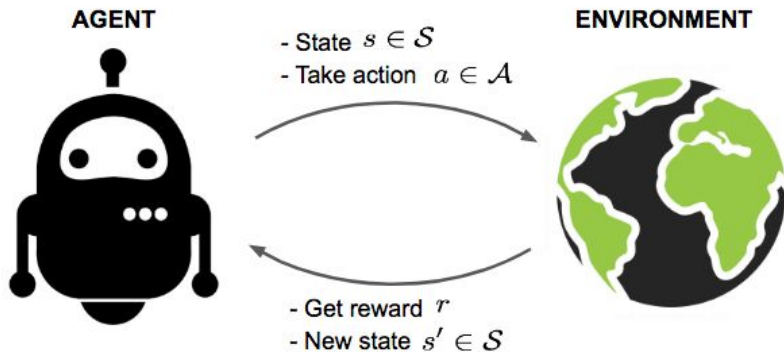 AGENT
ENVIRONMENT
- State s ∈ 𝒮
- Take action a ∈ 𝒜
- Get reward r
- New state s′ ∈ 𝒮